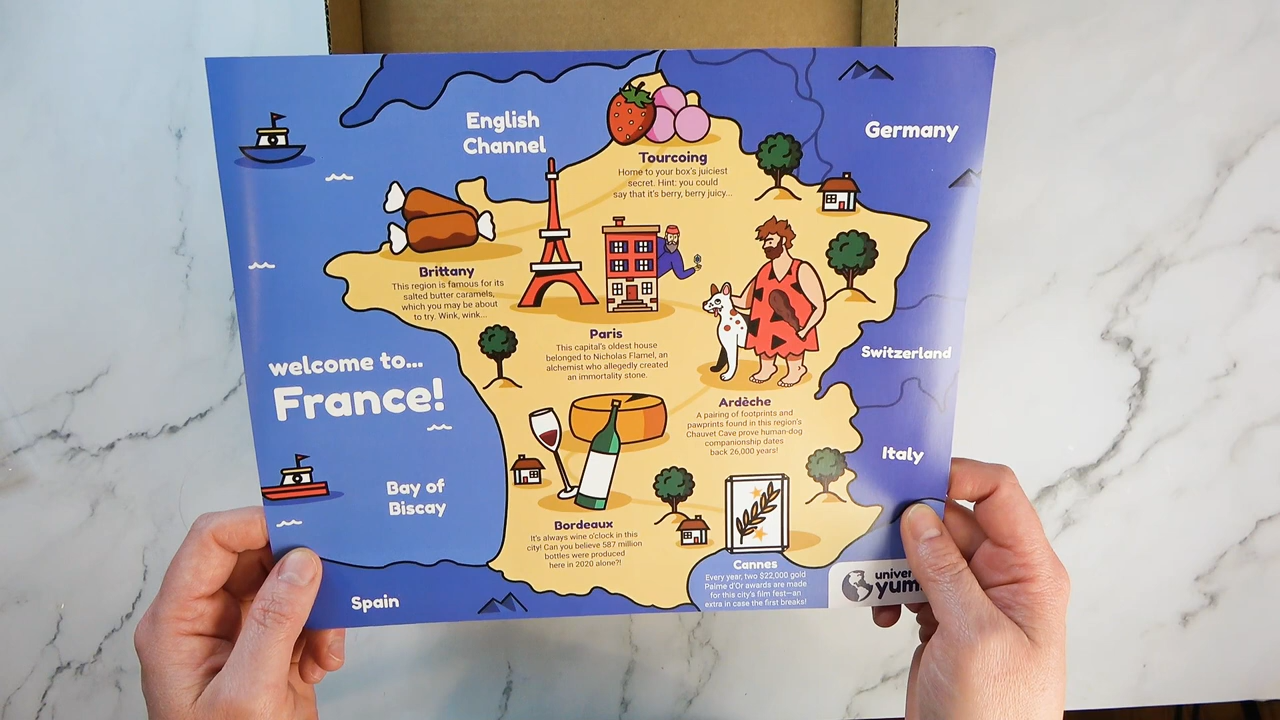 English
Channel
Germany
Tourcoing
Home to your box's juiciest
secret. Hint: you could
say that it's berry, berry juicy...
Brittany
This region is famous for its
salted butter caramels,
which you may be about
to try. Wink, wink...
Paris
This capital's oldest house
belonged to Nicholas Flamel, an
alchemist who allegedly created
an immortality stone.
Switzerland
welcome to...
France!
Ardèche
A pairing of footprints and
pawprints found in this region's
Chauvet Cave prove human-dog
companionship dates
back 26,000 years!
Italy
Bay of
Biscay
Bordeaux
It's always wine o'clock in this
city! Can you believe 587 million
bottles were produced
here in 2020 alone?!
Cannes
Every year, two $22,000 gold
Palme d'Or awards are made
for this city's film fest—an
extra in case the first breaks!
Spain
univer
yum